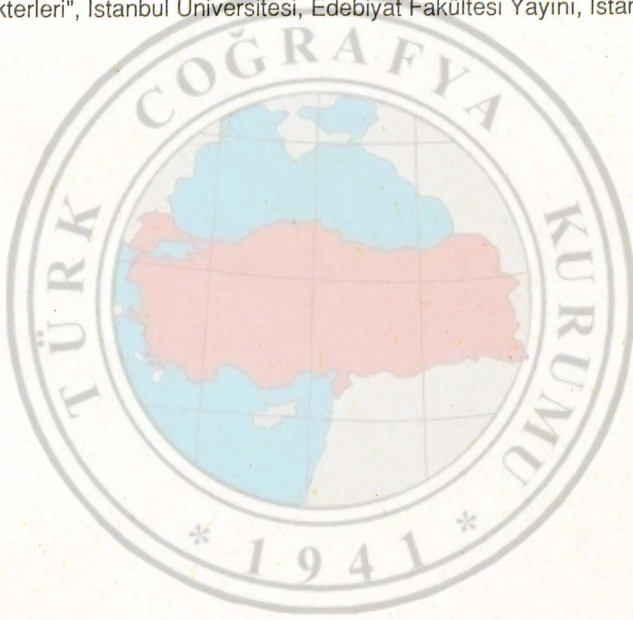 kterleri", İstanbul Üniversitesi, Edebiyat Fakültesi Yayını, İstan
TÜRK COĞRAFYA KURUMU
* 1941 *